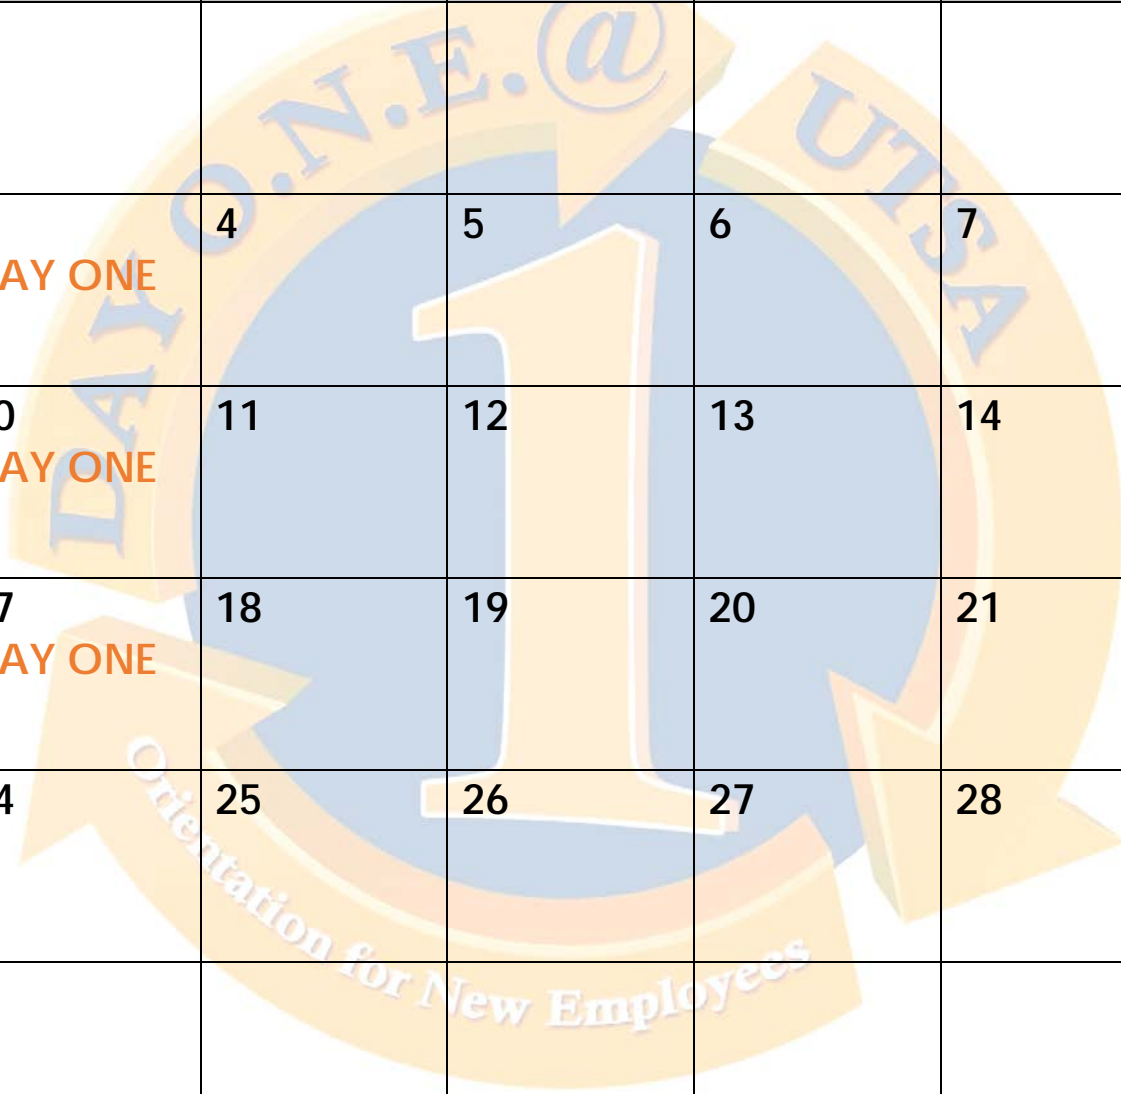 DAY O.N.E.@ UTSA
4 5 6 7
AY ONE
0 11 12 13 14
AY ONE
7 18 19 20 21
AY ONE
4 25 26 27 28
Orientation for New Employees